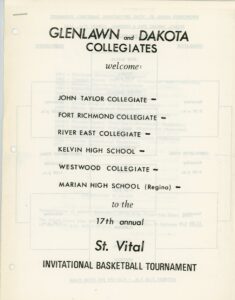 GLENLAWN and DAKOTA
COLLEGIATES
welcome:
JOHN TAYLOR COLLEGIATE -
FORT RICHMOND COLLEGIATE -
RIVER EAST COLLEGIATE -
KELVIN HIGH SCHOOL -
WESTWOOD COLLEGIATE -
MARIAN HIGH SCHOOL (Regina) -
to the
17th annual
St. Vital
INVITATIONAL BASKETBALL TOURNAMENT